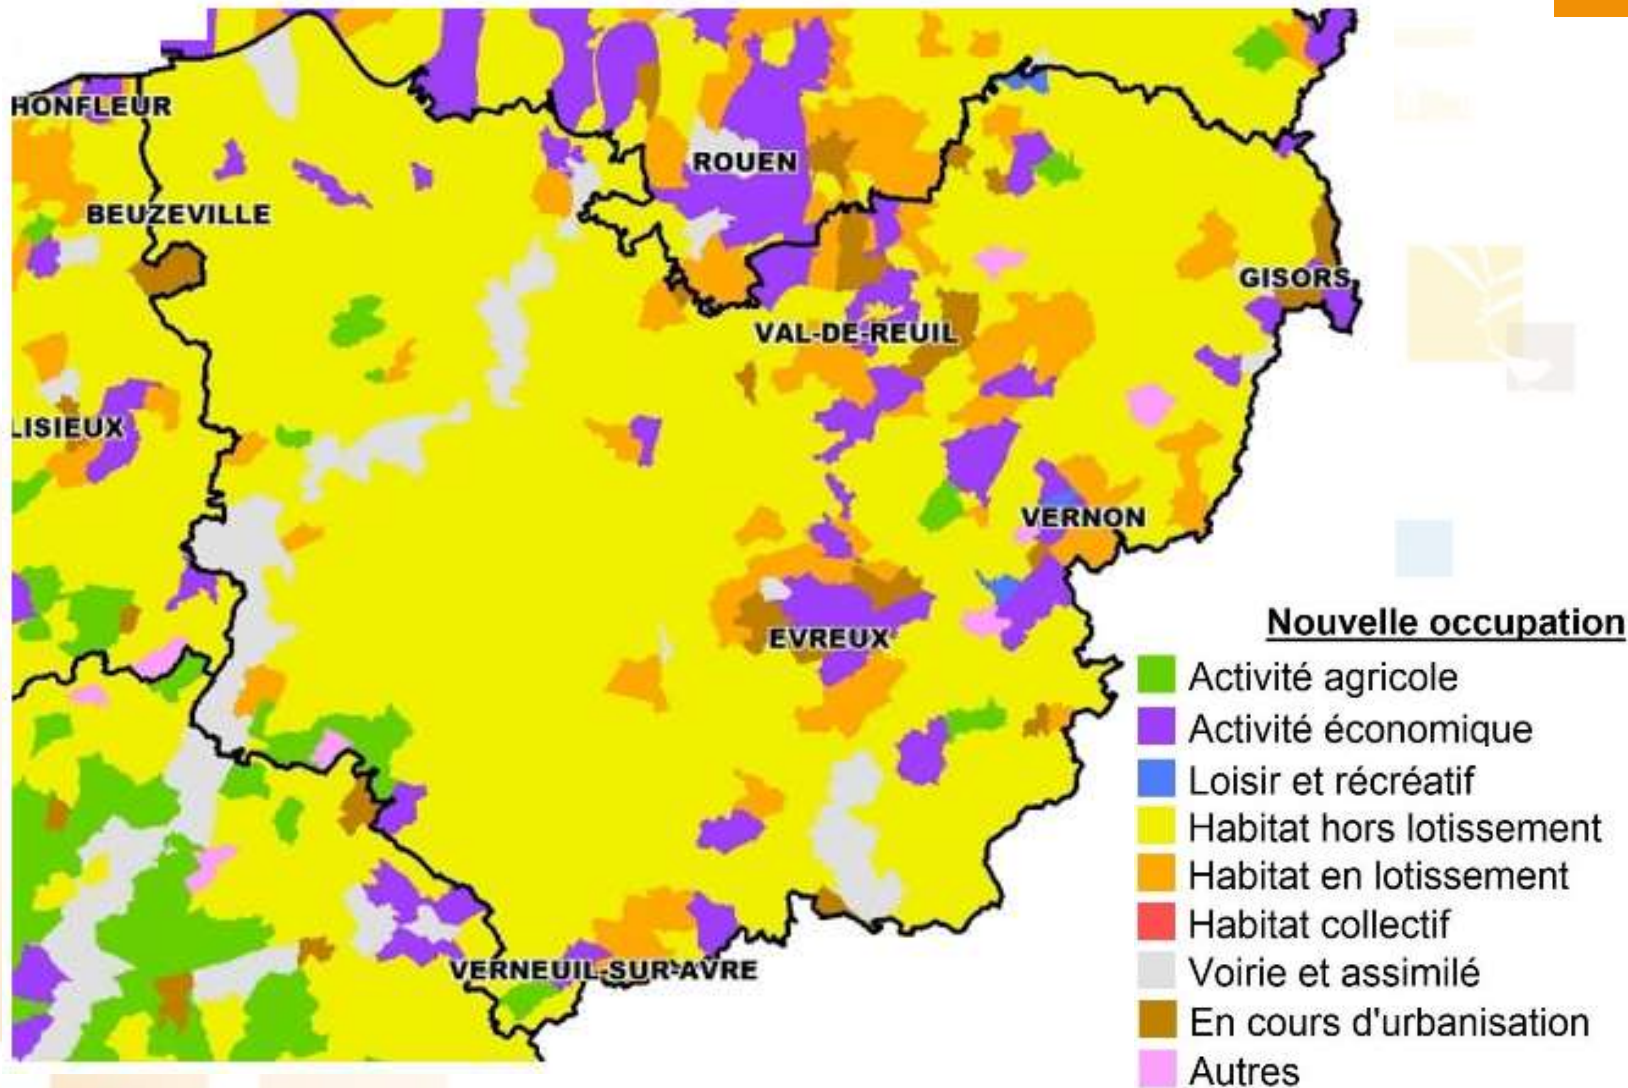 HONFLEUR
ROUEN
BEUZEVILLE
GISORS
VAL-DE-REUIL
LISIEUX
VERNON
EVREUX
VERNEUIL-SUR-AVRE
Nouvelle occupation
Activité agricole
Activité économique
Loisir et récréatif
Habitat hors lotissement
Habitat en lotissement
Habitat collectif
Voirie et assimilé
En cours d'urbanisation
Autres